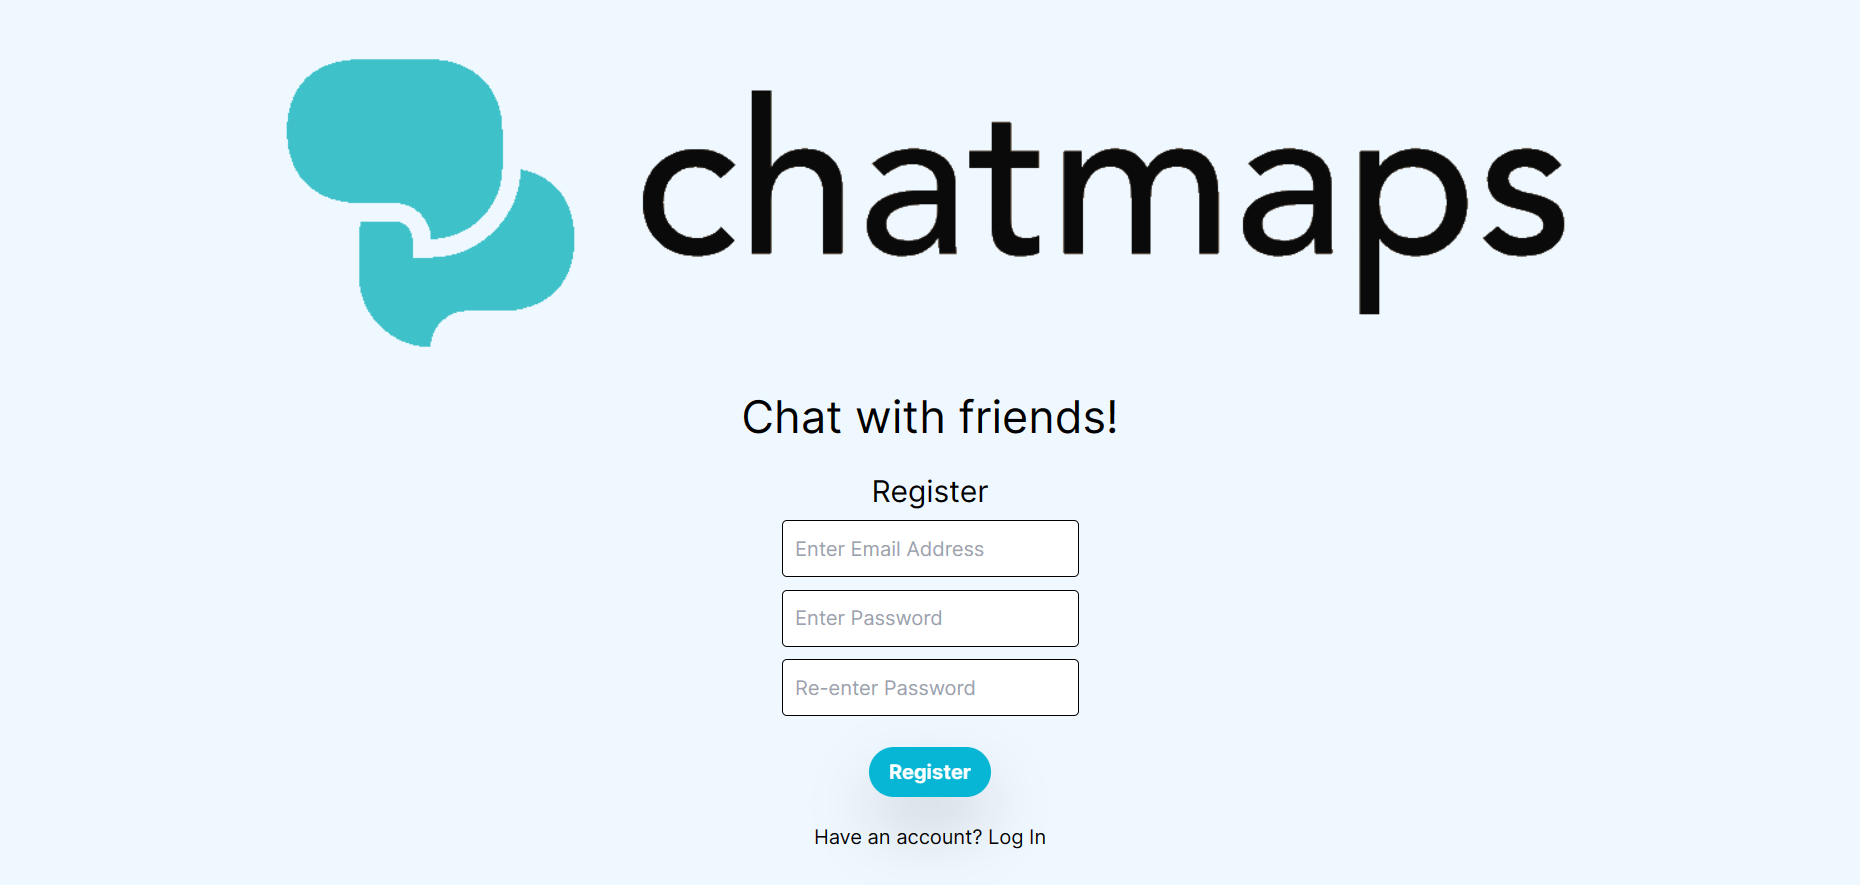 chatmaps
Chat with friends!
Register
Enter Email Address
Enter Password
Re-enter Password
Register
Have an account? Log In